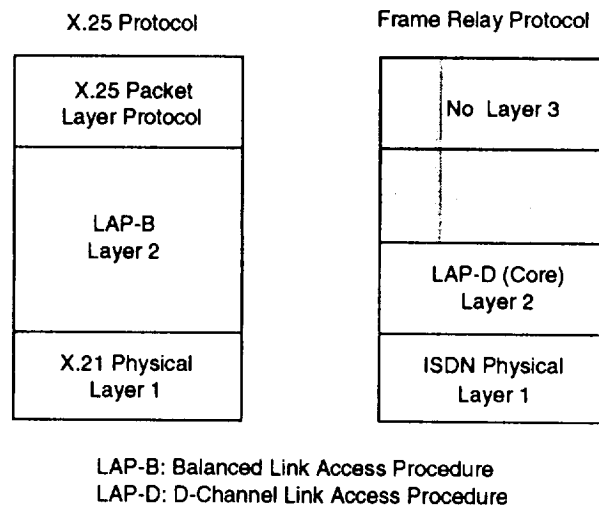 X.25 Protocol
X.25 Packet
Layer Protocol
LAP-B
Layer 2
X.21 Physical
Layer 1
Frame Relay Protocol
No Layer 3
LAP-D (Core)
Layer 2
ISDN Physical
Layer 1
LAP-B: Balanced Link Access Procedure
LAP-D: D-Channel Link Access Procedure